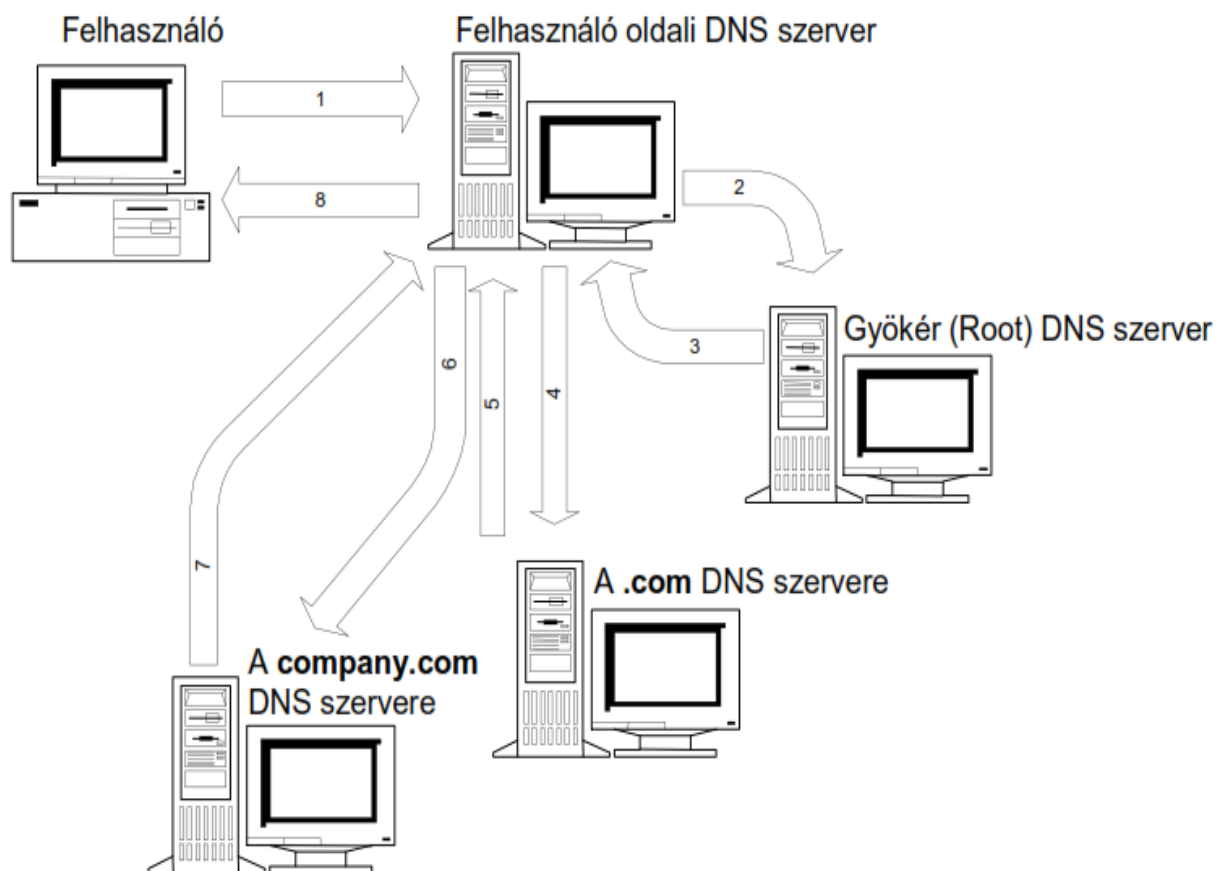 Felhasználó
Felhasználó oldali DNS szerver
1
8
2
3
Gyökér (Root) DNS szerver
6
5
4
7
A .com DNS szervere
A company.com
DNS szervere